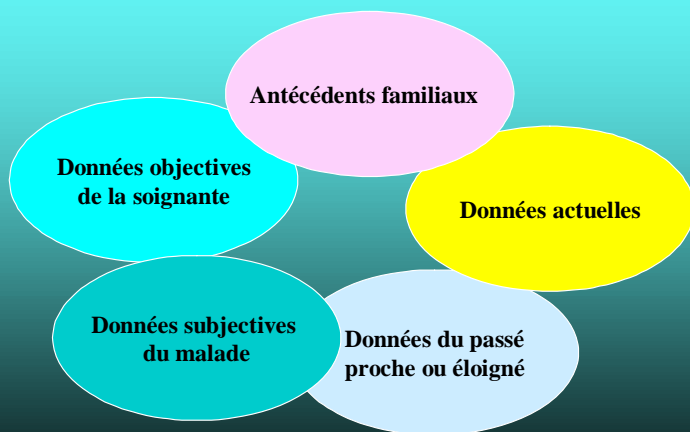 Antécédents familiaux
Données objectives
de la soignante
Données actuelles
Données subjectives
du malade
Données du passé
proche ou éloigné